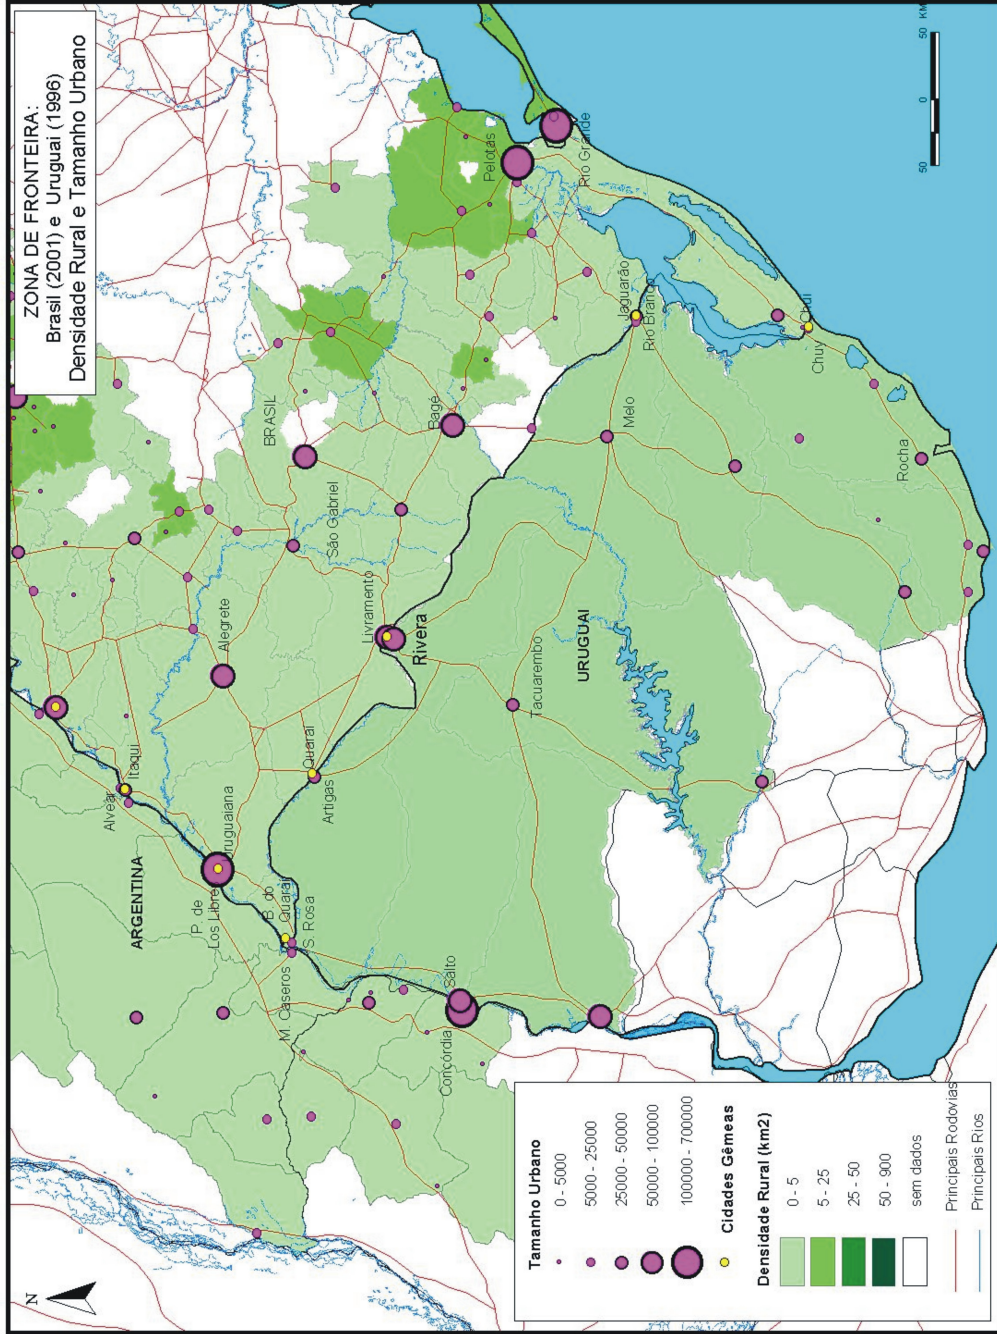 ZONA DE FRONTEIRA:
Brasil (2001) e Uruguai (1996)
Densidade Rural e Tamanho Urbano
N
ARGENTINA
Alvear
Itaqui
P. de
Los Libre
Uruguaiana
Alegrete
São Gabriel
BRASIL
M. Caseros
B. do
Quarai
S. Rosa
Artigas
Quarai
Livramento
Rivera
Bagé
Pelotas
Rio Grande
Concórdia
Salto
Tacuarembo
URUGUAI
Melo
Jaguarão
Rio Branco
Chuy
Chuí
Rocha
50 0 50 KM
Tamanho Urbano
0 - 5000
5000 - 25000
25000 - 50000
50000 - 100000
100000 - 700000
Cidades Gêmeas
Densidade Rural (km2)
0 - 5
5 - 25
25 - 50
50 - 900
sem dados
Principais Rodovias
Principais Rios